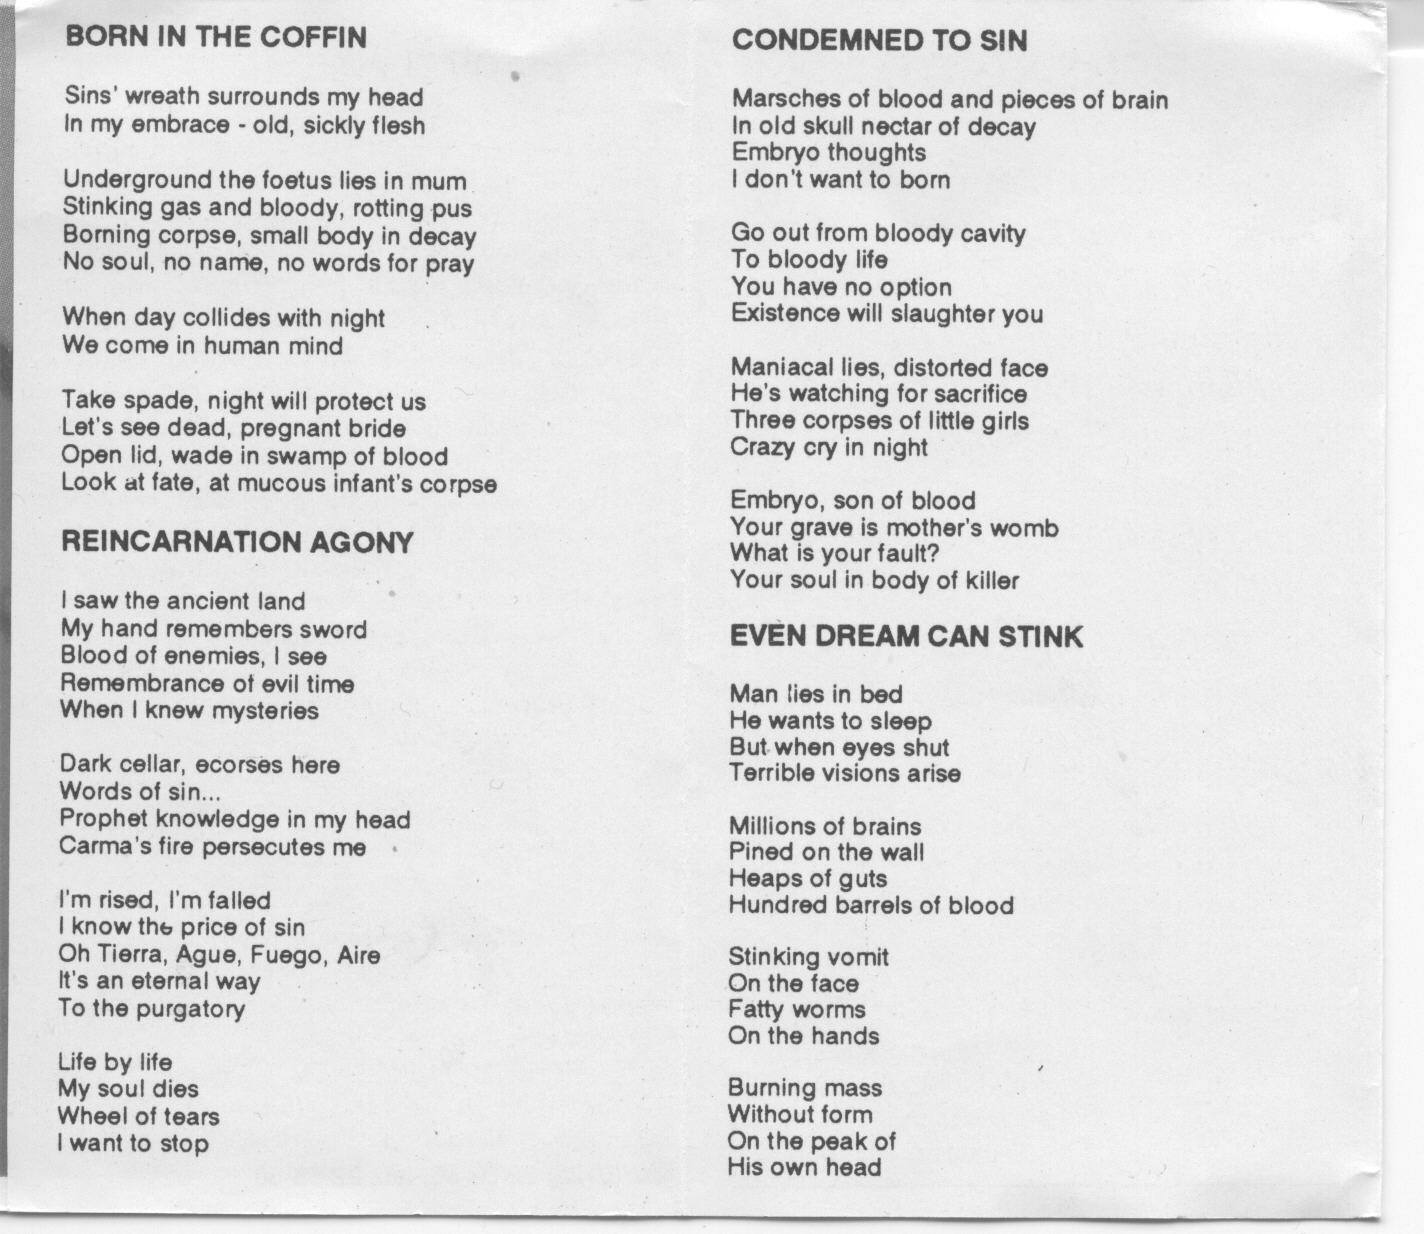 BORN IN THE COFFIN
Sins' wreath surrounds my head
In my embrace - old, sickly flesh
Underground the foetus lies in mum
Stinking gas and bloody, rotting pus
Borning corpse, small body in decay
No soul, no name, no words for pray
When day collides with night
We come in human mind
Take spade, night will protect us
Let's see dead, pregnant bride
Open lid, wade in swamp of blood
Look at fate, at mucous infant's corpse
REINCARNATION AGONY
I saw the ancient land
My hand remembers sword
Blood of enemies, I see
Remembrance of evil time
When I knew mysteries
Dark cellar, ecorses here
Words of sin...
Prophet knowledge in my head
Carma's fire persecutes me
I'm rised, I'm falled
I know the price of sin
Oh Tierra, Ague, Fuego, Aire
It's an eternal way
To the purgatory
Life by life
My soul dies
Wheel of tears
I want to stop
CONDEMNED TO SIN
Marsches of blood and pieces of brain
In old skull nectar of decay
Embryo thoughts
I don't want to born
Go out from bloody cavity
To bloody life
You have no option
Existence will slaughter you
Maniacal lies, distorted face
He's watching for sacrifice
Three corpses of little girls
Crazy cry in night
Embryo, son of blood
Your grave is mother's womb
What is your fault?
Your soul in body of killer
EVEN DREAM CAN STINK
Man lies in bed
He wants to sleep
But when eyes shut
Terrible visions arise
Millions of brains
Pined on the wall
Heaps of guts
Hundred barrels of blood
Stinking vomit
On the face
Fatty worms
On the hands
Burning mass
Without form
On the peak of
His own head